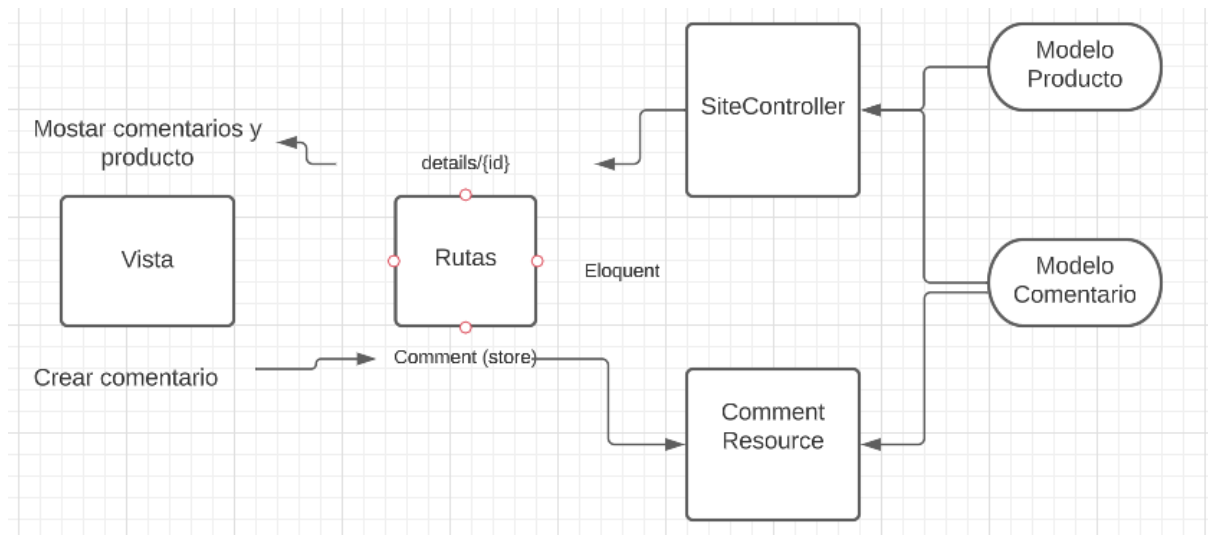 Modelo
Producto
SiteController
Mostar comentarios y
producto
details/{id}
Vista
Rutas
Eloquent
Modelo
Comentario
Comment (store)
Crear comentario
Comment
Resource